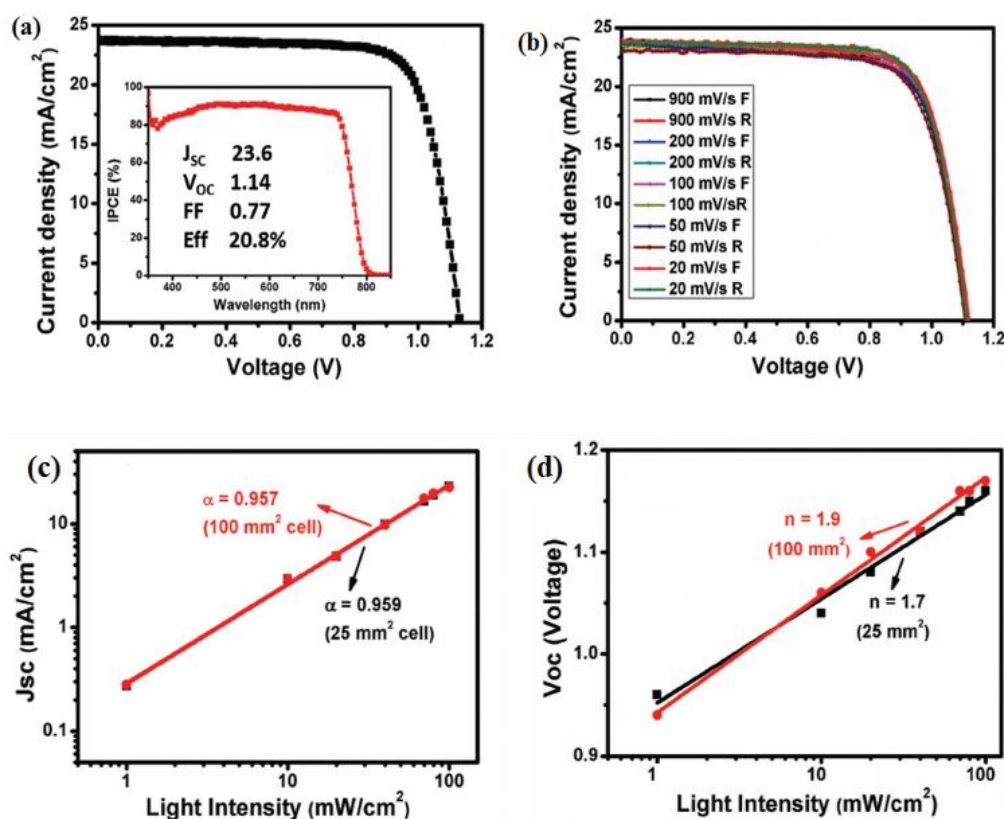 (a)
Current density (mA/cm²)
25
20
15
10
5
0
0.0 0.2 0.4 0.6 0.8 1.0 1.2
Voltage (V)
IPCE (%)
100
80
60
40
20
0
400 500 600 700 800
Wavelength (nm)
J_SC 23.6
V_OC 1.14
FF 0.77
Eff 20.8%
(b)
Current density (mA/cm²)
25
20
15
10
5
0
900 mV/s F
900 mV/s R
200 mV/s F
200 mV/s R
100 mV/s F
100 mV/sR
50 mV/s F
50 mV/s R
20 mV/s F
20 mV/s R
0.0 0.2 0.4 0.6 0.8 1.0 1.2
Voltage (V)
(c)
Jsc (mA/cm²)
10
1
0.1
α = 0.957
(100 mm² cell)
α = 0.959
(25 mm² cell)
1 10 100
Light Intensity (mW/cm²)
(d)
Voc (Voltage)
1.2
1.1
1.0
0.9
n = 1.9
(100 mm²)
n = 1.7
(25 mm²)
1 10 100
Light Intensity (mW/cm²)